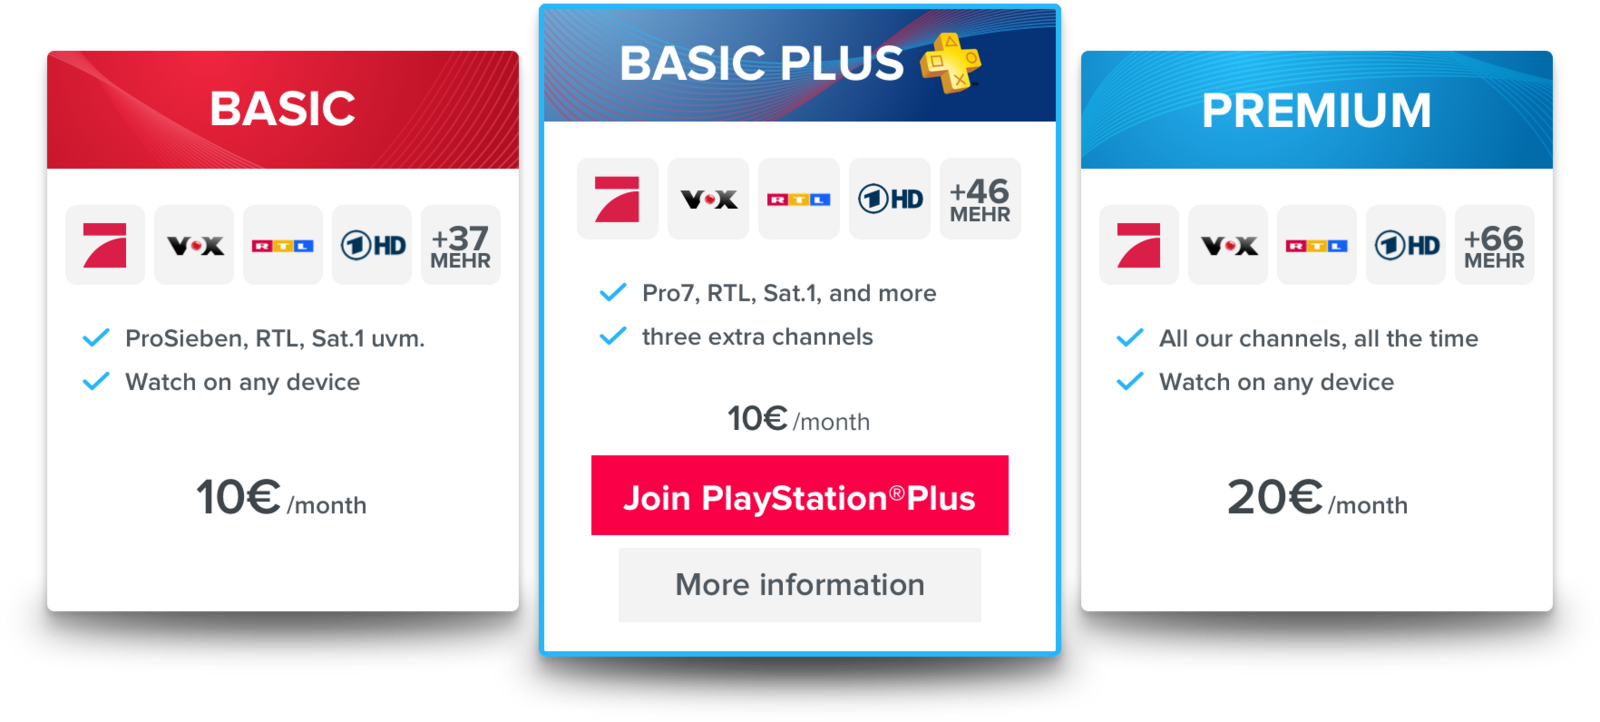 BASIC
7 VOX RTL 1HD +37
MEHR
ProSieben, RTL, Sat.1 uvm.
Watch on any device
10€ /month
BASIC PLUS
VOX RTL 1HD +46
MEHR
Pro7, RTL, Sat.1, and more
three extra channels
10€ /month
Join PlayStation®Plus
More information
PREMIUM
7 VOX RTL 1HD +66
MEHR
All our channels, all the time
Watch on any device
20€ /month